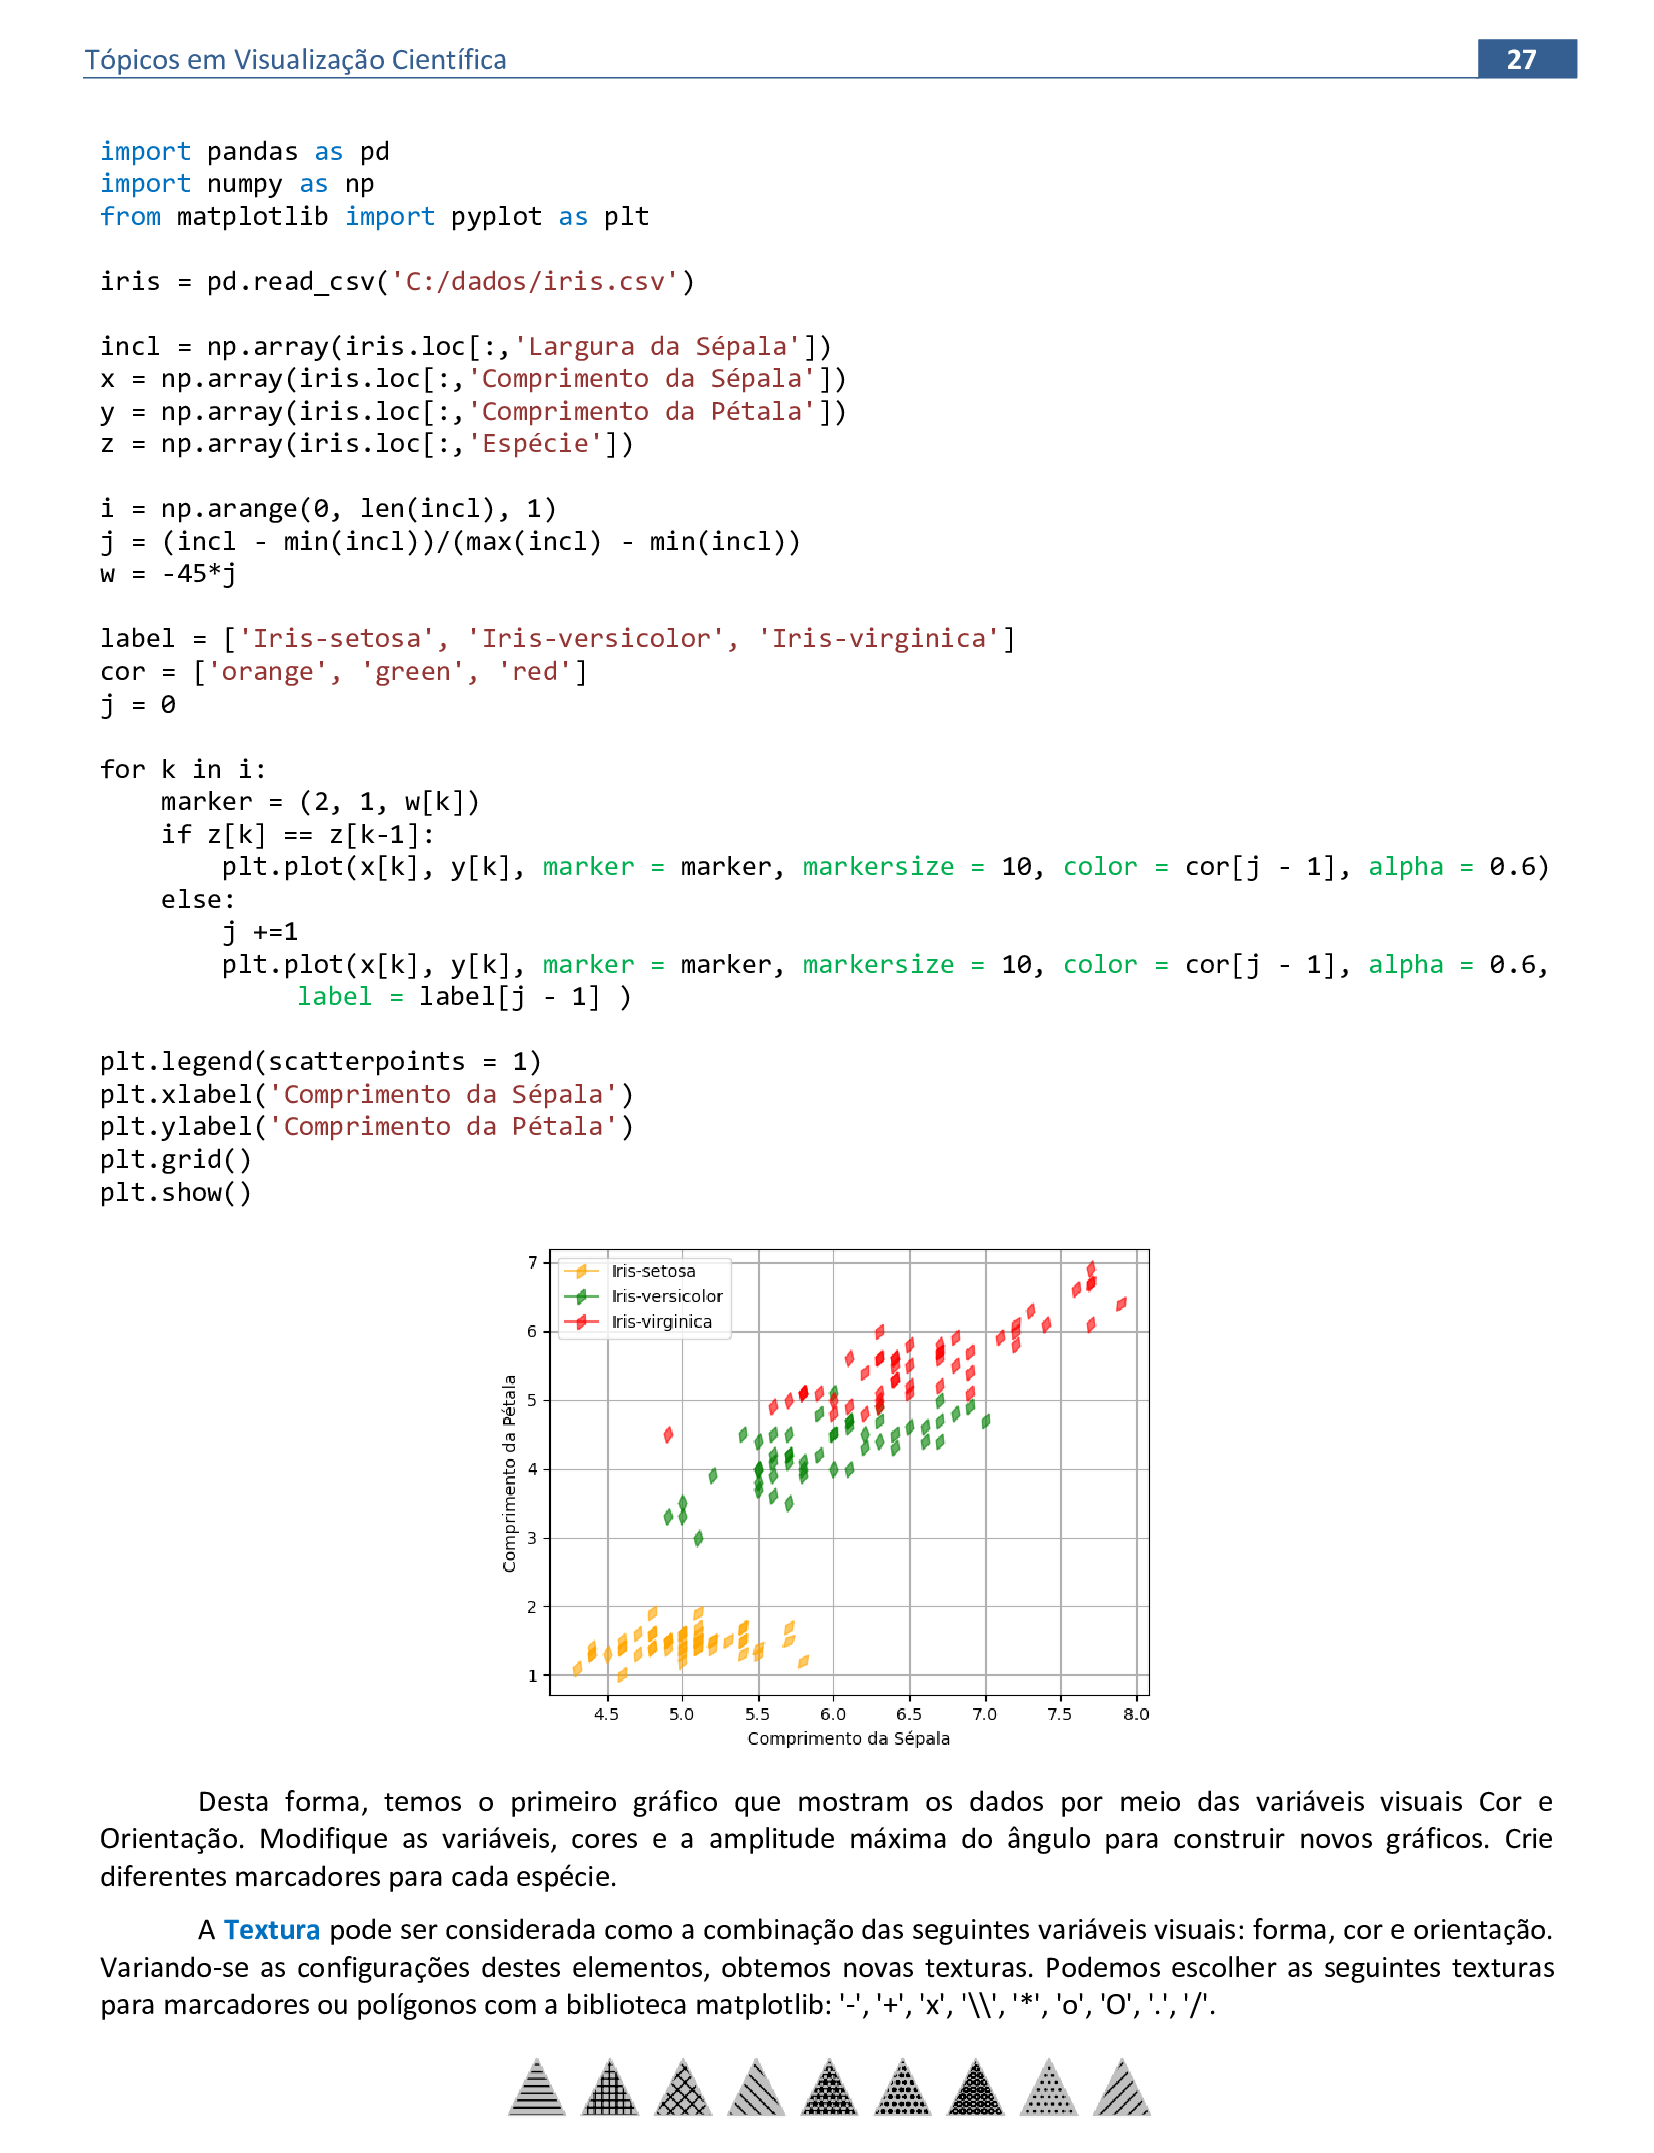 Tópicos em Visualização Científica 27
import pandas as pd
import numpy as np
from matplotlib import pyplot as plt
iris = pd.read_csv('C:/dados/iris.csv')
incl = np.array(iris.loc[:,'Largura da Sépala'])
x = np.array(iris.loc[:,'Comprimento da Sépala'])
y = np.array(iris.loc[:,'Comprimento da Pétala'])
z = np.array(iris.loc[:,'Espécie'])
i = np.arange(0, len(incl), 1)
j = (incl - min(incl))/(max(incl) - min(incl))
w = -45*j
label = ['Iris-setosa', 'Iris-versicolor', 'Iris-virginica']
cor = ['orange', 'green', 'red']
j = 0
for k in i:
    marker = (2, 1, w[k])
    if z[k] == z[k-1]:
        plt.plot(x[k], y[k], marker = marker, markersize = 10, color = cor[j - 1], alpha = 0.6)
    else:
        j +=1
        plt.plot(x[k], y[k], marker = marker, markersize = 10, color = cor[j - 1], alpha = 0.6,
             label = label[j - 1] )
plt.legend(scatterpoints = 1)
plt.xlabel('Comprimento da Sépala')
plt.ylabel('Comprimento da Pétala')
plt.grid()
plt.show()
Iris-setosa
Iris-versicolor
Iris-virginica
Comprimento da Pétala
7
6
5
4
3
2
1
4.5 5.0 5.5 6.0 6.5 7.0 7.5 8.0
Comprimento da Sépala
Desta forma, temos o primeiro gráfico que mostram os dados por meio das variáveis visuais Cor e
Orientação. Modifique as variáveis, cores e a amplitude máxima do ângulo para construir novos gráficos. Crie
diferentes marcadores para cada espécie.
A Textura pode ser considerada como a combinação das seguintes variáveis visuais: forma, cor e orientação.
Variando-se as configurações destes elementos, obtemos novas texturas. Podemos escolher as seguintes texturas
para marcadores ou polígonos com a biblioteca matplotlib: '-', '+', 'x', '\\', '*', 'o', 'O', '.', '/'.